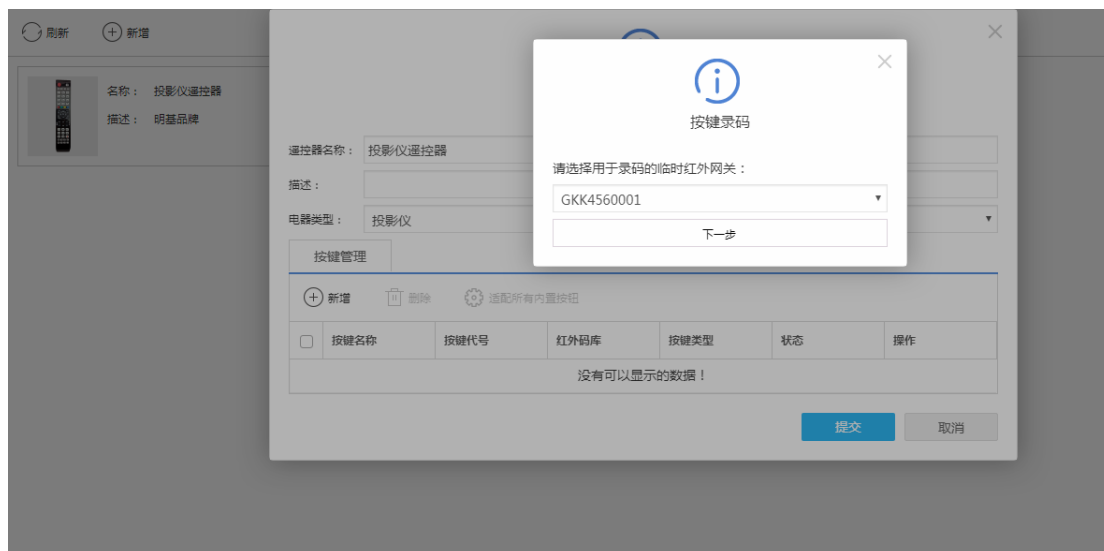 刷新 新增
名称： 投影仪遥控器
描述： 明基品牌
按键录码
请选择用于录码的临时红外网关：
GKK4560001
下一步
遥控器名称： 投影仪遥控器
描述：
电器类型： 投影仪
按键管理
新增 删除 适配所有内置按钮
按键名称 按键代号 红外码库 按键类型 状态 操作
没有可以显示的数据！
提交 取消